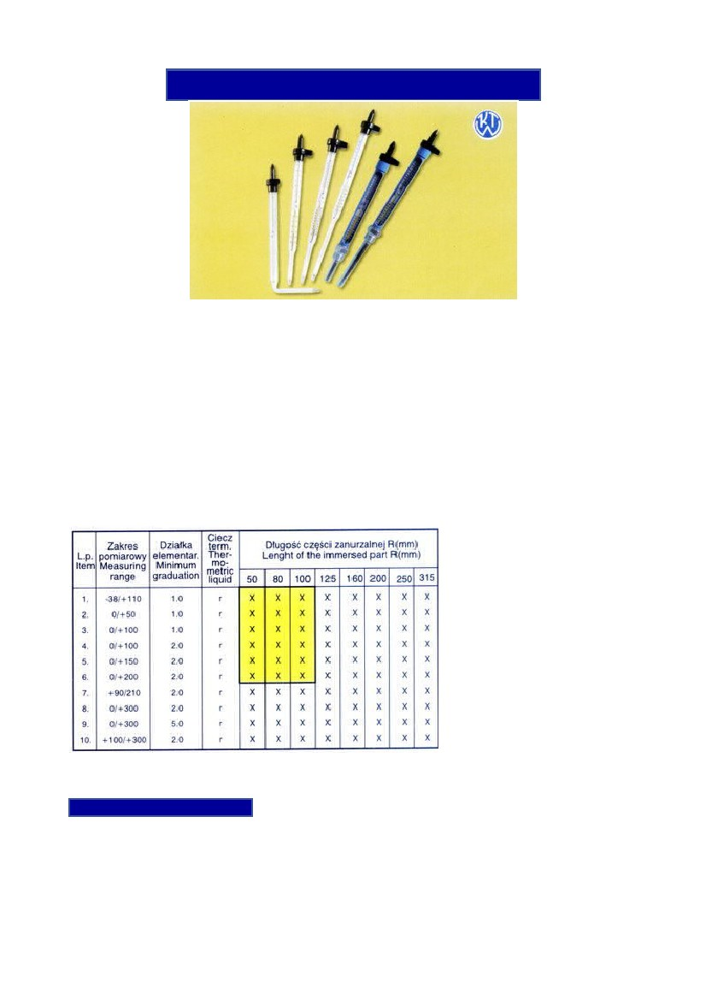 KTW
L.p.
Item
Zakres
pomiarowy
Measuring
range
Działka
elementar.
Minimum
graduation
Ciecz
term.
Ther-
mo-
metric
liquid
Długość części zanurzalnej R(mm)
Lenght of the immersed part R(mm)
50 80 100 125 160 200 250 315
1. -38/+110 1.0 r X X X X X X X X
2. 0/+50 1.0 r X X X X X X X X
3. 0/+100 1.0 r X X X X X X X X
4. 0/+100 2.0 r X X X X X X X X
5. 0/+150 2.0 r X X X X X X X X
6. 0/+200 2.0 r X X X X X X X X
7. +90/210 2.0 r X X X X X X X X
8. 0/+300 2.0 r X X X X X X X X
9. 0/+300 5.0 r X X X X X X X X
10. +100/+300 2.0 r X X X X X X X X